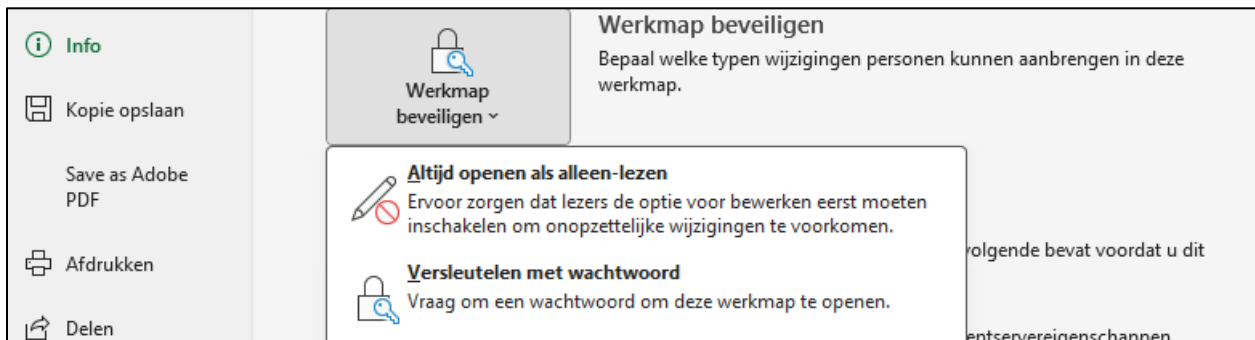 Info
Kopie opslaan
Save as Adobe
PDF
Afdrukken
Delen
Werkmap
beveiligen
Werkmap beveiligen
Bepaal welke typen wijzigingen personen kunnen aanbrengen in deze
werkmap.
Altijd openen als alleen-lezen
Ervoor zorgen dat lezers de optie voor bewerken eerst moeten
inschakelen om onopzettelijke wijzigingen te voorkomen.
Versleutelen met wachtwoord
Vraag om een wachtwoord om deze werkmap te openen.
volgende bevat voordat u dit
entservereigenschappen